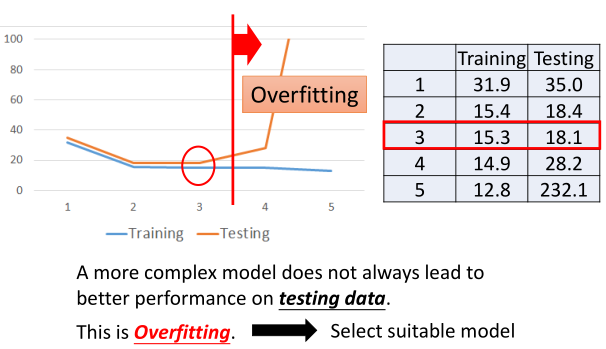 100
80
60
40
20
0
1 2 3 4 5
Training Testing
Overfitting
Training Testing
1 31.9 35.0
2 15.4 18.4
3 15.3 18.1
4 14.9 28.2
5 12.8 232.1
A more complex model does not always lead to
better performance on testing data.
This is Overfitting. Select suitable model